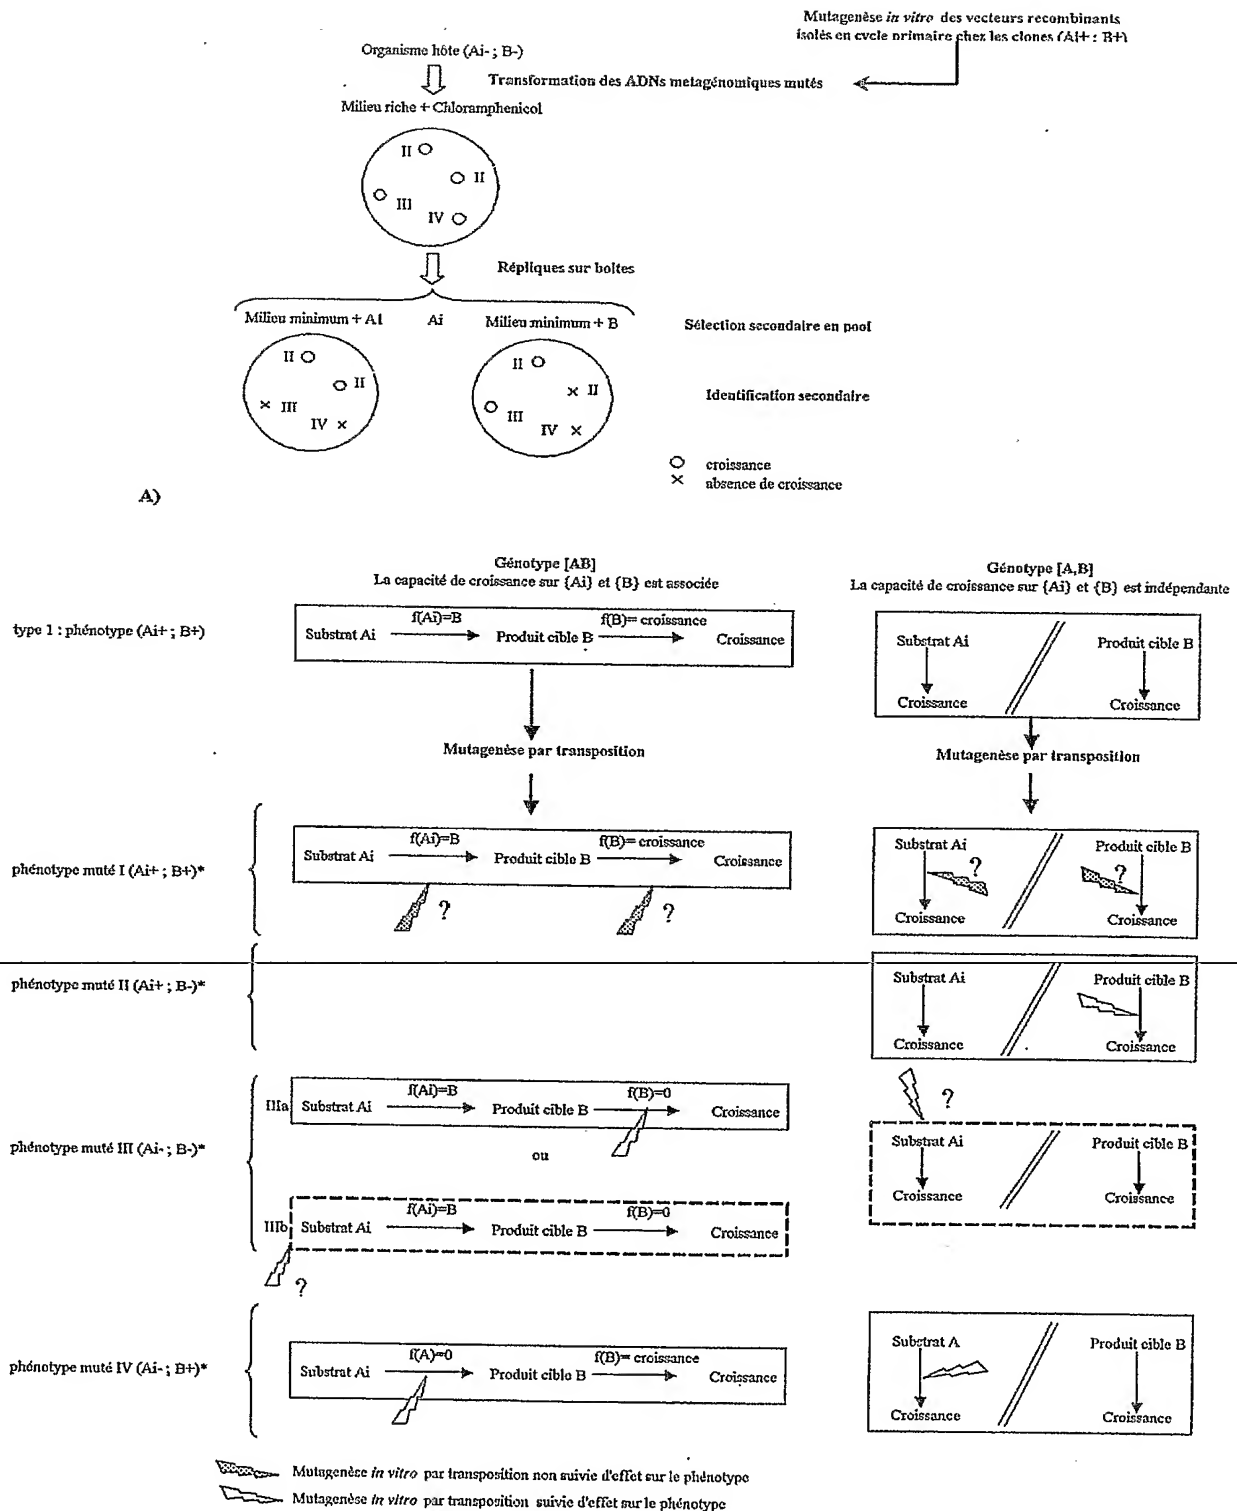 Mutagenèse in vitro des vecteurs recombinants
isolés en cycle primaire chez les clones (Ai+ : B+)
Organisme hôte (Ai- ; B-)
Transformation des ADNs metagénomiques mutés
Milieu riche + Chloramphenicol
II
II
III
IV
Répliques sur boîtes
Milieu minimum + A1
Ai
Milieu minimum + B
Sélection secondaire en pool
II
II
III
IV
II
II
III
IV
Identification secondaire
croissance
absence de croissance
A)
Génotype [AB]
La capacité de croissance sur {Ai} et {B} est associée
Génotype [A,B]
La capacité de croissance sur {Ai} et {B} est indépendante
type 1 : phénotype (Ai+ ; B+)
f(Ai)=B
f(B)= croissance
Substrat Ai
Produit cible B
Croissance
Substrat Ai
Produit cible B
Croissance
Croissance
Mutagenèse par transposition
Mutagenèse par transposition
phénotype muté I (Ai+ ; B+)*
f(Ai)=B
f(B)= croissance
Substrat Ai
Produit cible B
Croissance
?
?
Substrat Ai
Produit cible B
?
?
Croissance
Croissance
phénotype muté II (Ai+ ; B-)*
Substrat Ai
Produit cible B
Croissance
Croissance
phénotype muté III (Ai- ; B-)*
IIIa
f(Ai)=B
f(B)=0
Substrat Ai
Produit cible B
Croissance
ou
IIIb
f(Ai)=B
f(B)=0
Substrat Ai
Produit cible B
Croissance
?
?
Substrat Ai
Produit cible B
Croissance
Croissance
phénotype muté IV (Ai- ; B+)*
f(A)=0
f(B)= croissance
Substrat Ai
Produit cible B
Croissance
Substrat A
Produit cible B
Croissance
Croissance
Mutagenèse in vitro par transposition non suivie d'effet sur le phénotype
Mutagenèse in vitro par transposition suivie d'effet sur le phénotype